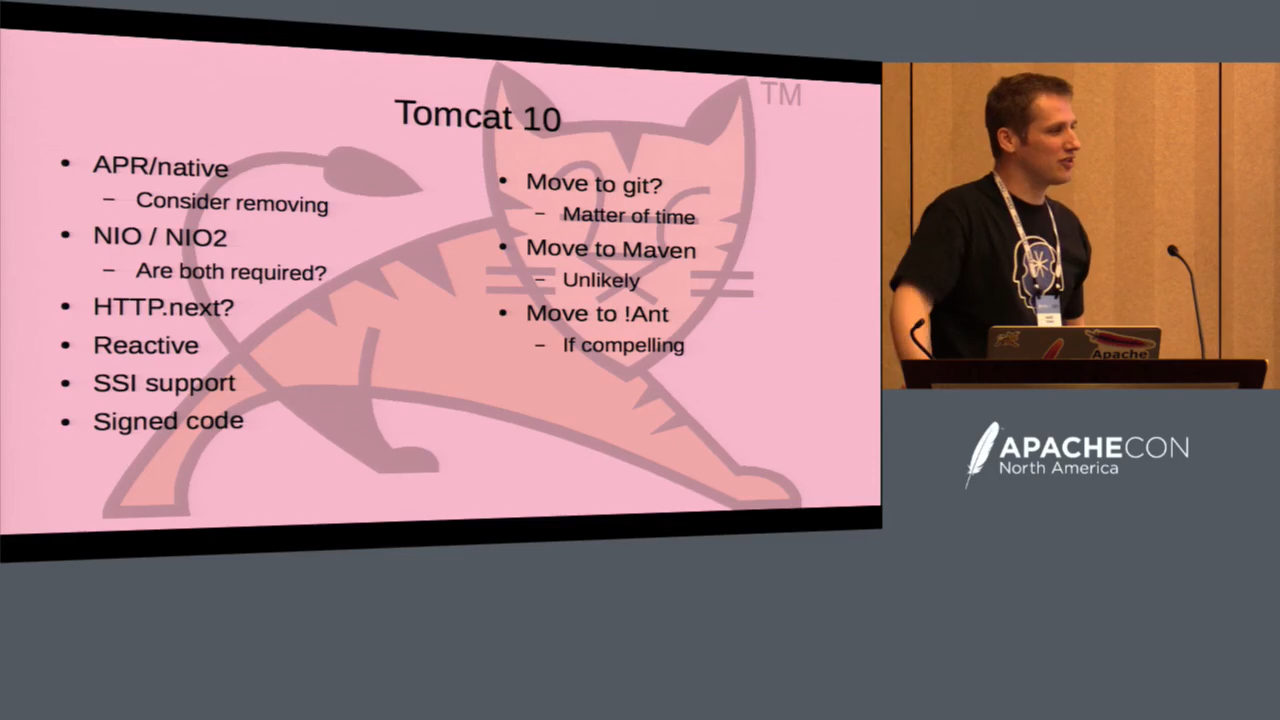 Tomcat 10
TM
• APR/native
– Consider removing
• NIO / NIO2
– Are both required?
• HTTP.next?
• Reactive
• SSI support
• Signed code
• Move to git?
– Matter of time
• Move to Maven
– Unlikely
• Move to !Ant
– If compelling
Apache
APACHECON
North America